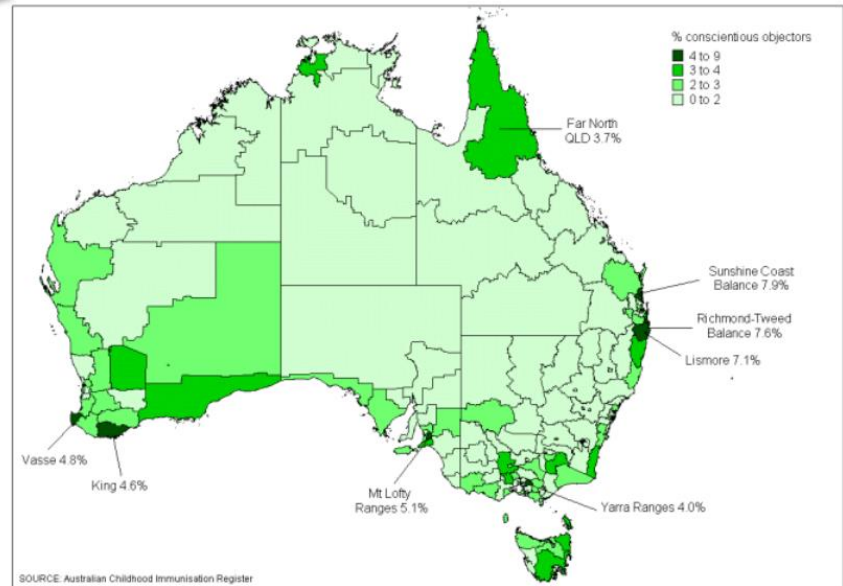 % conscientious objectors
4 to 9
3 to 4
2 to 3
0 to 2
Far North
QLD 3.7%
Sunshine Coast
Balance 7.9%
Richmond-Tweed
Balance 7.6%
Lismore 7.1%
Vasse 4.8%
King 4.6%
Mt Lofty
Ranges 5.1%
Yarra Ranges 4.0%
SOURCE: Australian Childhood Immunisation Register